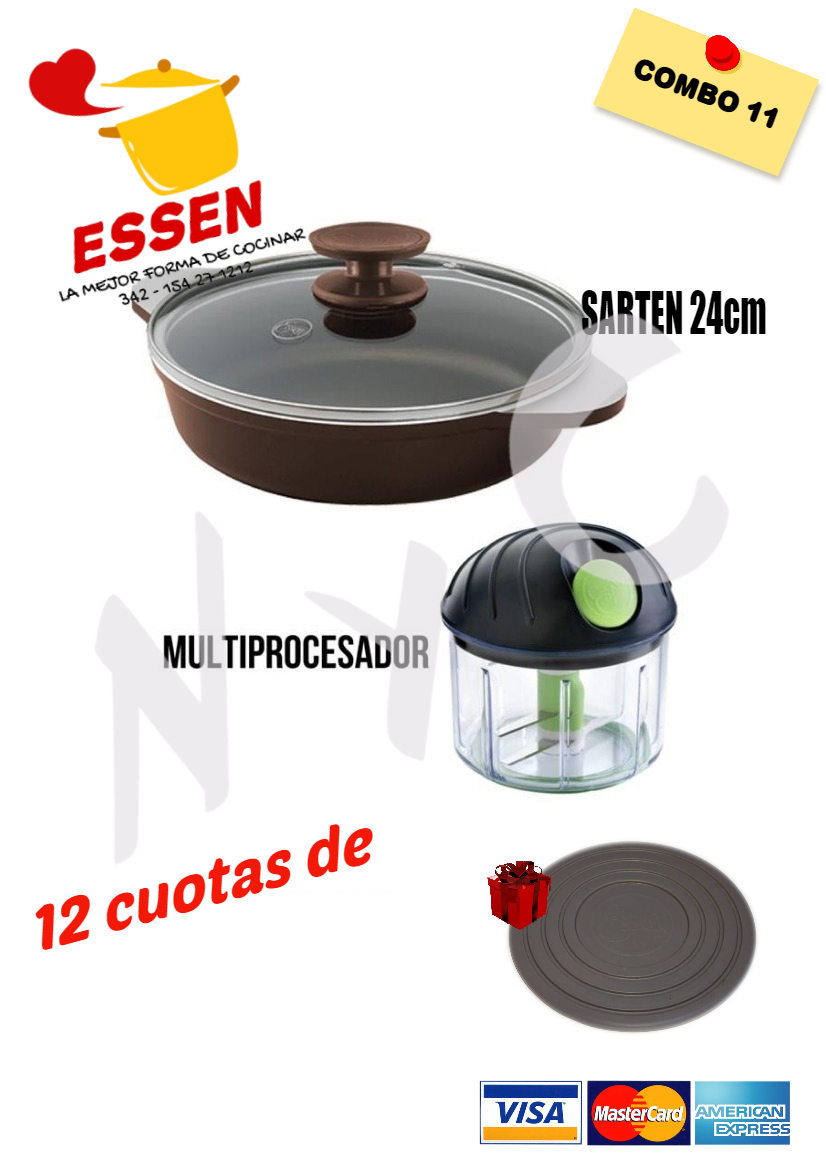 COMBO 11
ESSEN
LA MEJOR FORMA DE COCINAR
342 - 154 27 1212
SARTEN 24cm
NYC
MULTIPROCESADOR
12 cuotas de
VISA
MasterCard
AMERICAN
EXPRESS